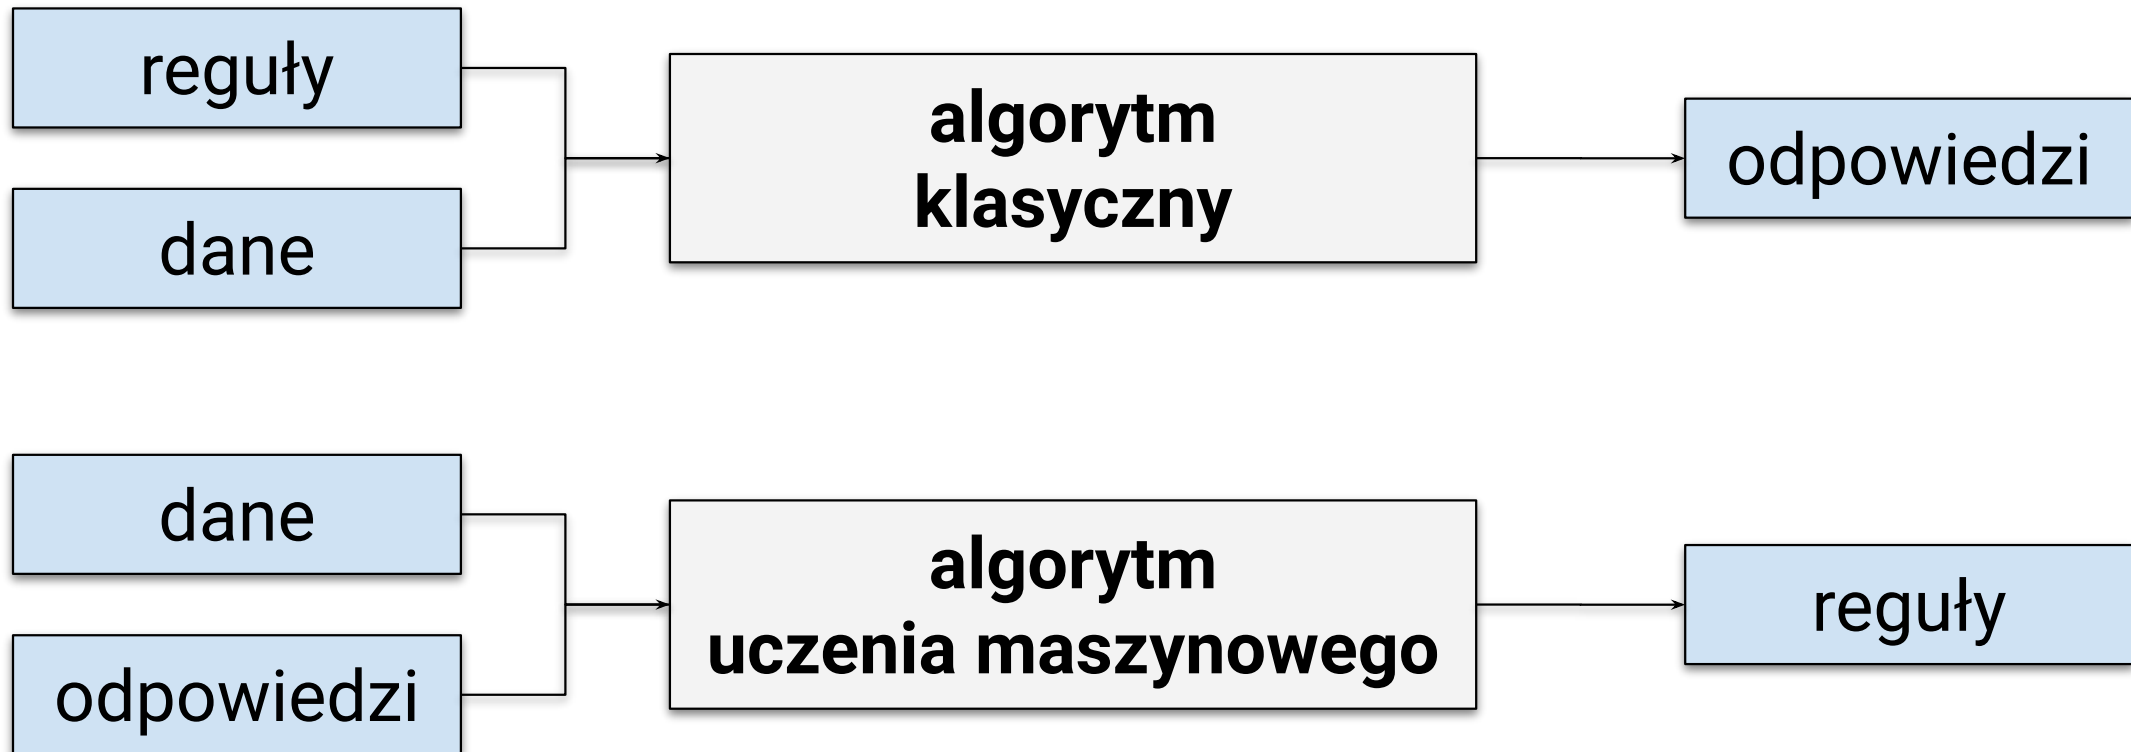 reguły
dane
algorytm
klasyczny
odpowiedzi
dane
odpowiedzi
algorytm
uczenia maszynowego
reguły